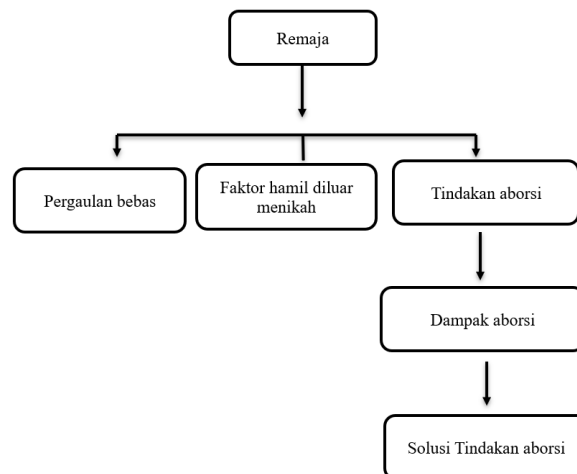 Remaja
Pergaulan bebas
Faktor hamil diluar
menikah
Tindakan aborsi
Dampak aborsi
Solusi Tindakan aborsi